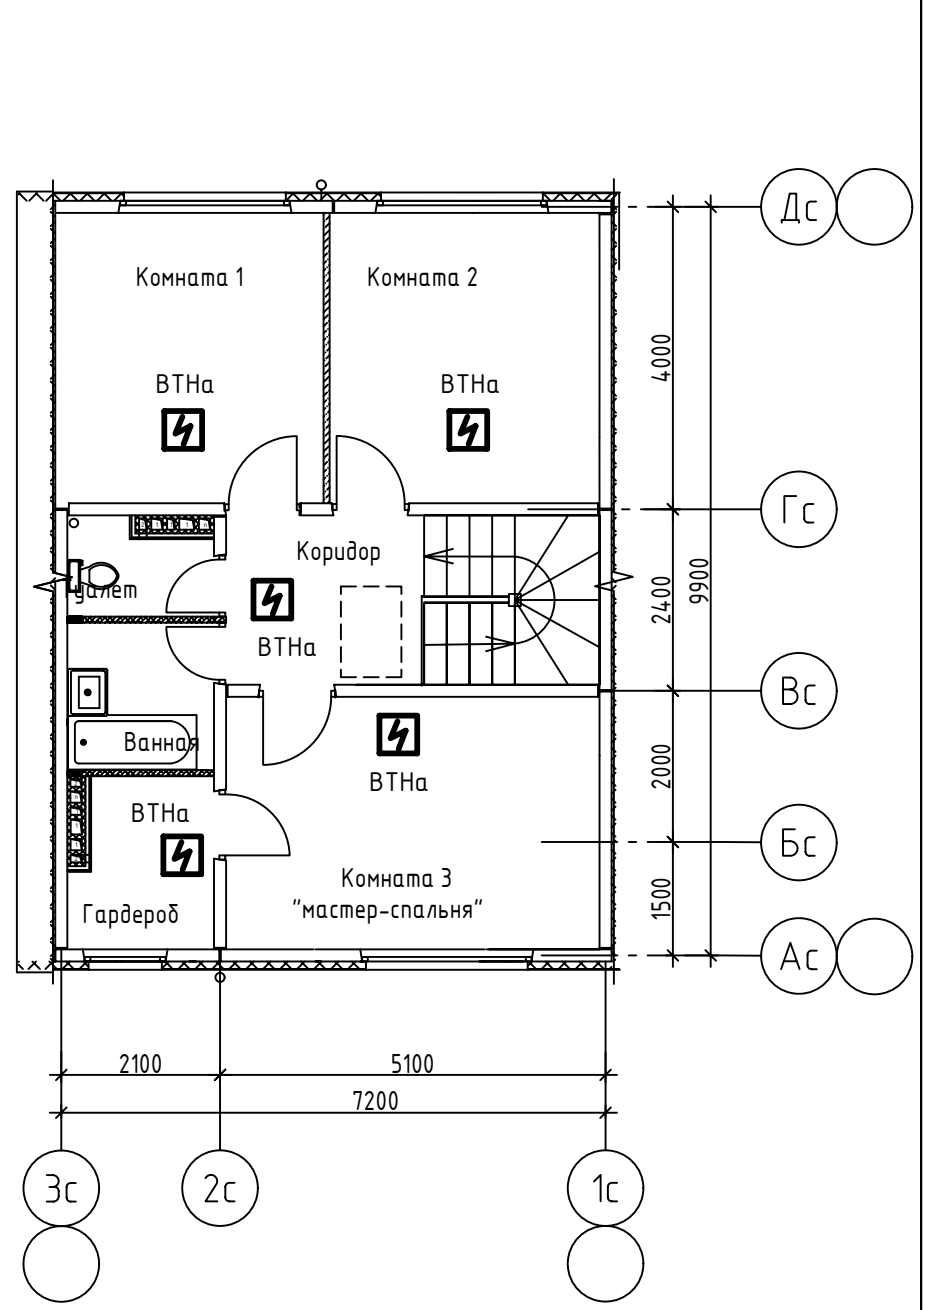 Дс
Комната 1
Комната 2
4000
ВТНа
ВТНа
Гс
Коридор
2400
9900
ВТНа
Вс
Ванная
2000
ВТНа
ВТНа
Бс
Комната 3
"мастер-спальня"
1500
Гардероб
Ас
2100
5100
7200
3с
2с
1с